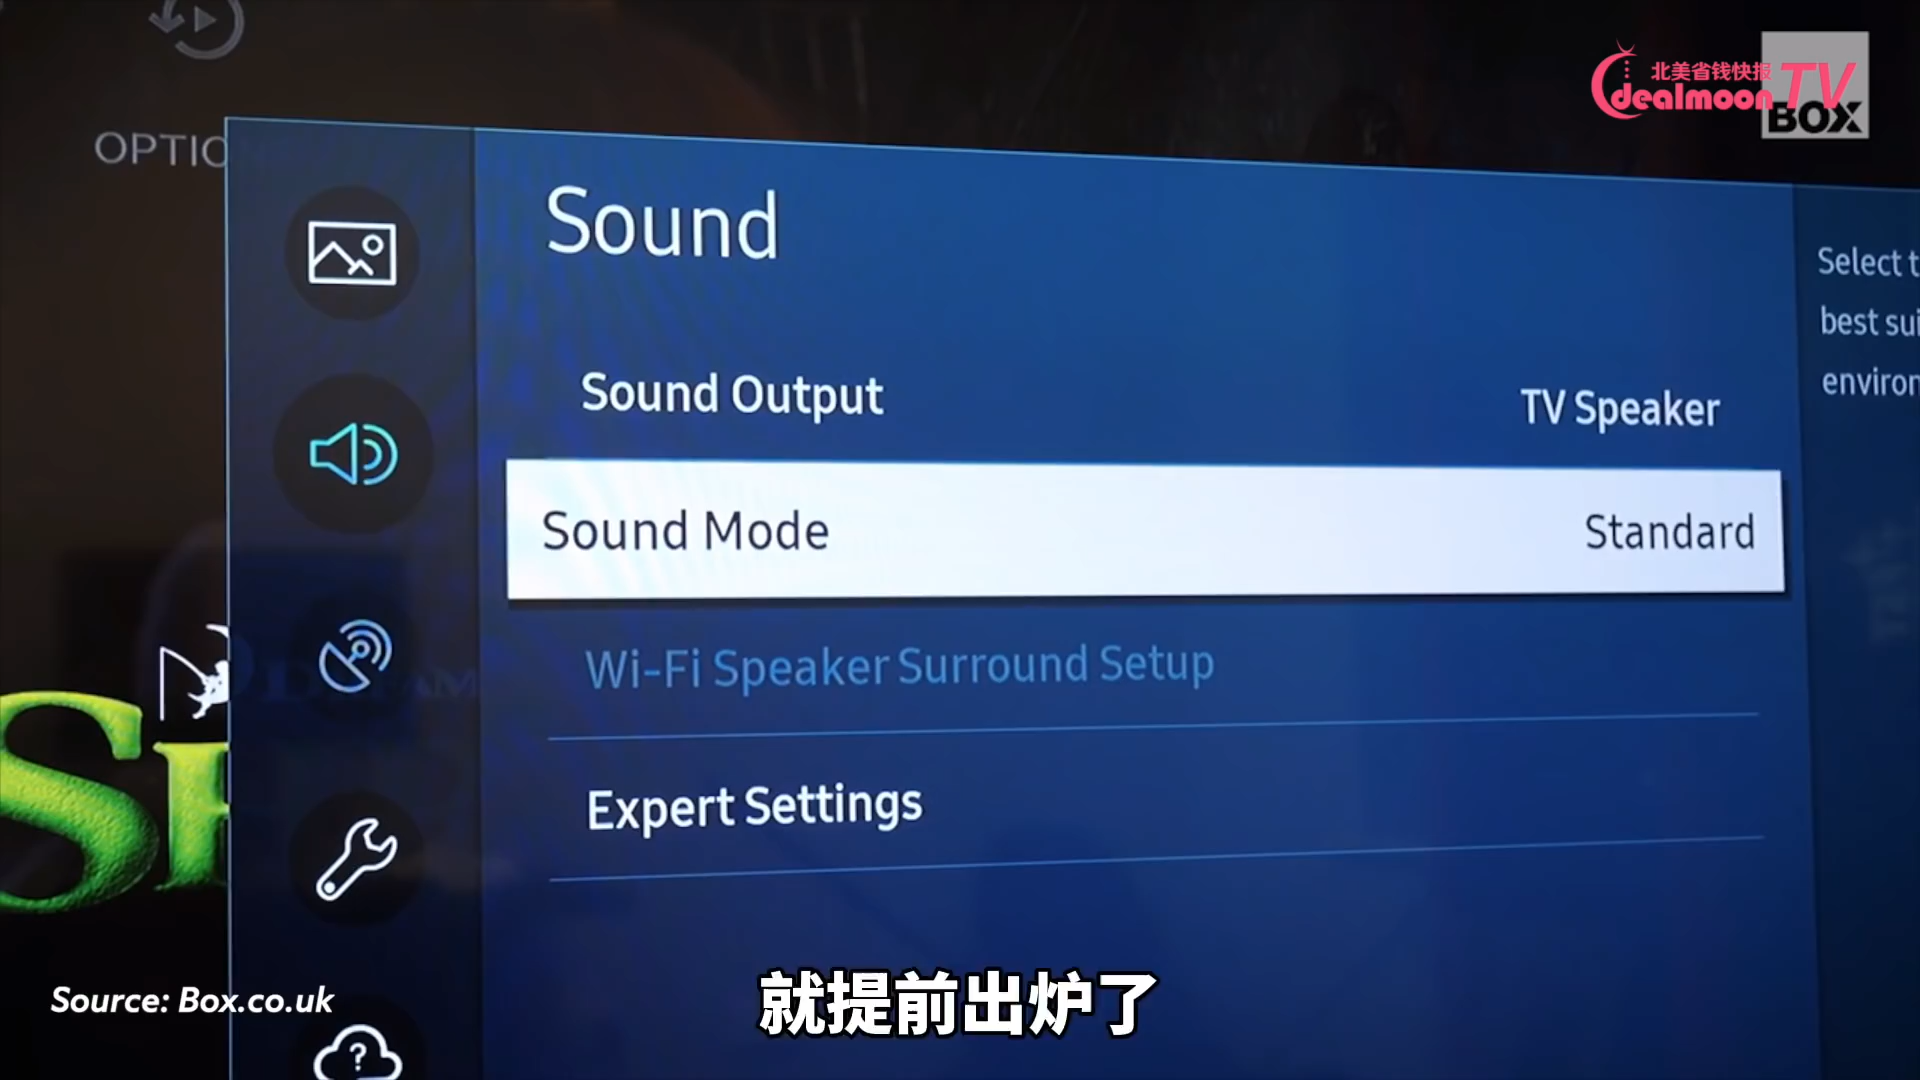 北美省钱快报
dealmoon TV
BOX
OPTIO
Sound
Select t
best sui
environ
Sound Output
TV Speaker
Sound Mode
Standard
Wi-Fi Speaker Surround Setup
Expert Settings
Source: Box.co.uk
就提前出炉了